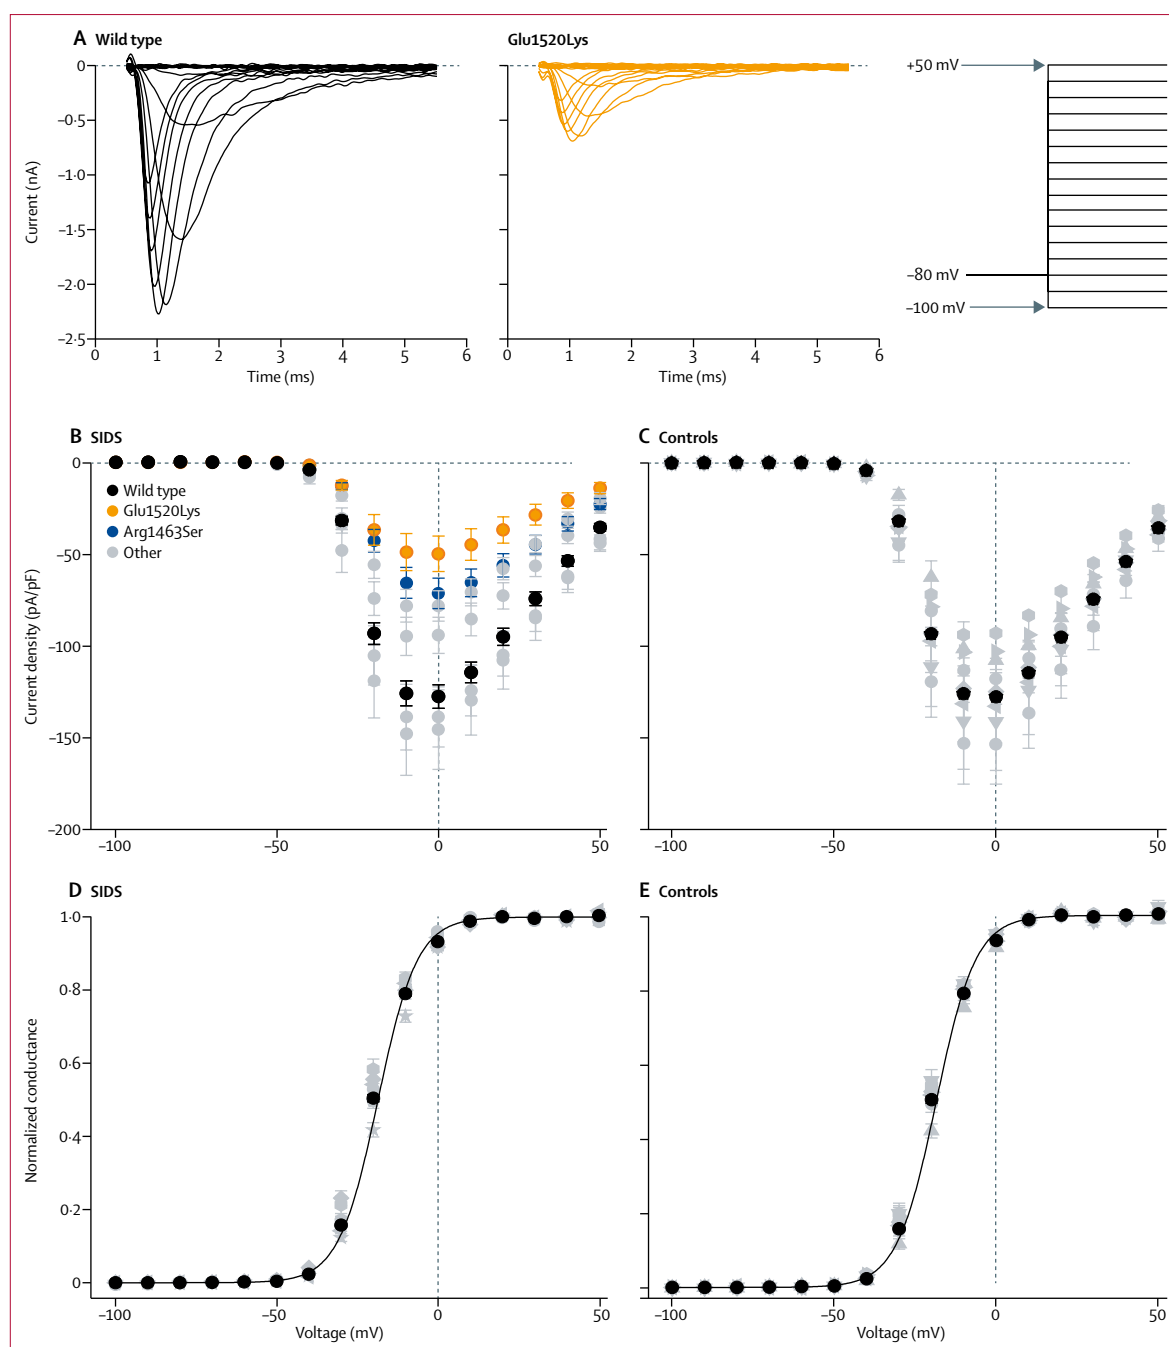 A Wild type
Glu1520Lys
0
–0·5
–1·0
–1·5
–2·0
–2·5
Current (nA)
0 1 2 3 4 5 6
Time (ms)
0 1 2 3 4 5 6
Time (ms)
+50 mV
–80 mV
–100 mV
B SIDS
0
–50
–100
–150
–200
Current density (pA/pF)
Wild type
Glu1520Lys
Arg1463Ser
Other
–100 –50 0 50
C Controls
–100 –50 0 50
D SIDS
1·0
0·8
0·6
0·4
0·2
0
Normalized conductance
–100 –50 0 50
Voltage (mV)
E Controls
–100 –50 0 50
Voltage (mV)